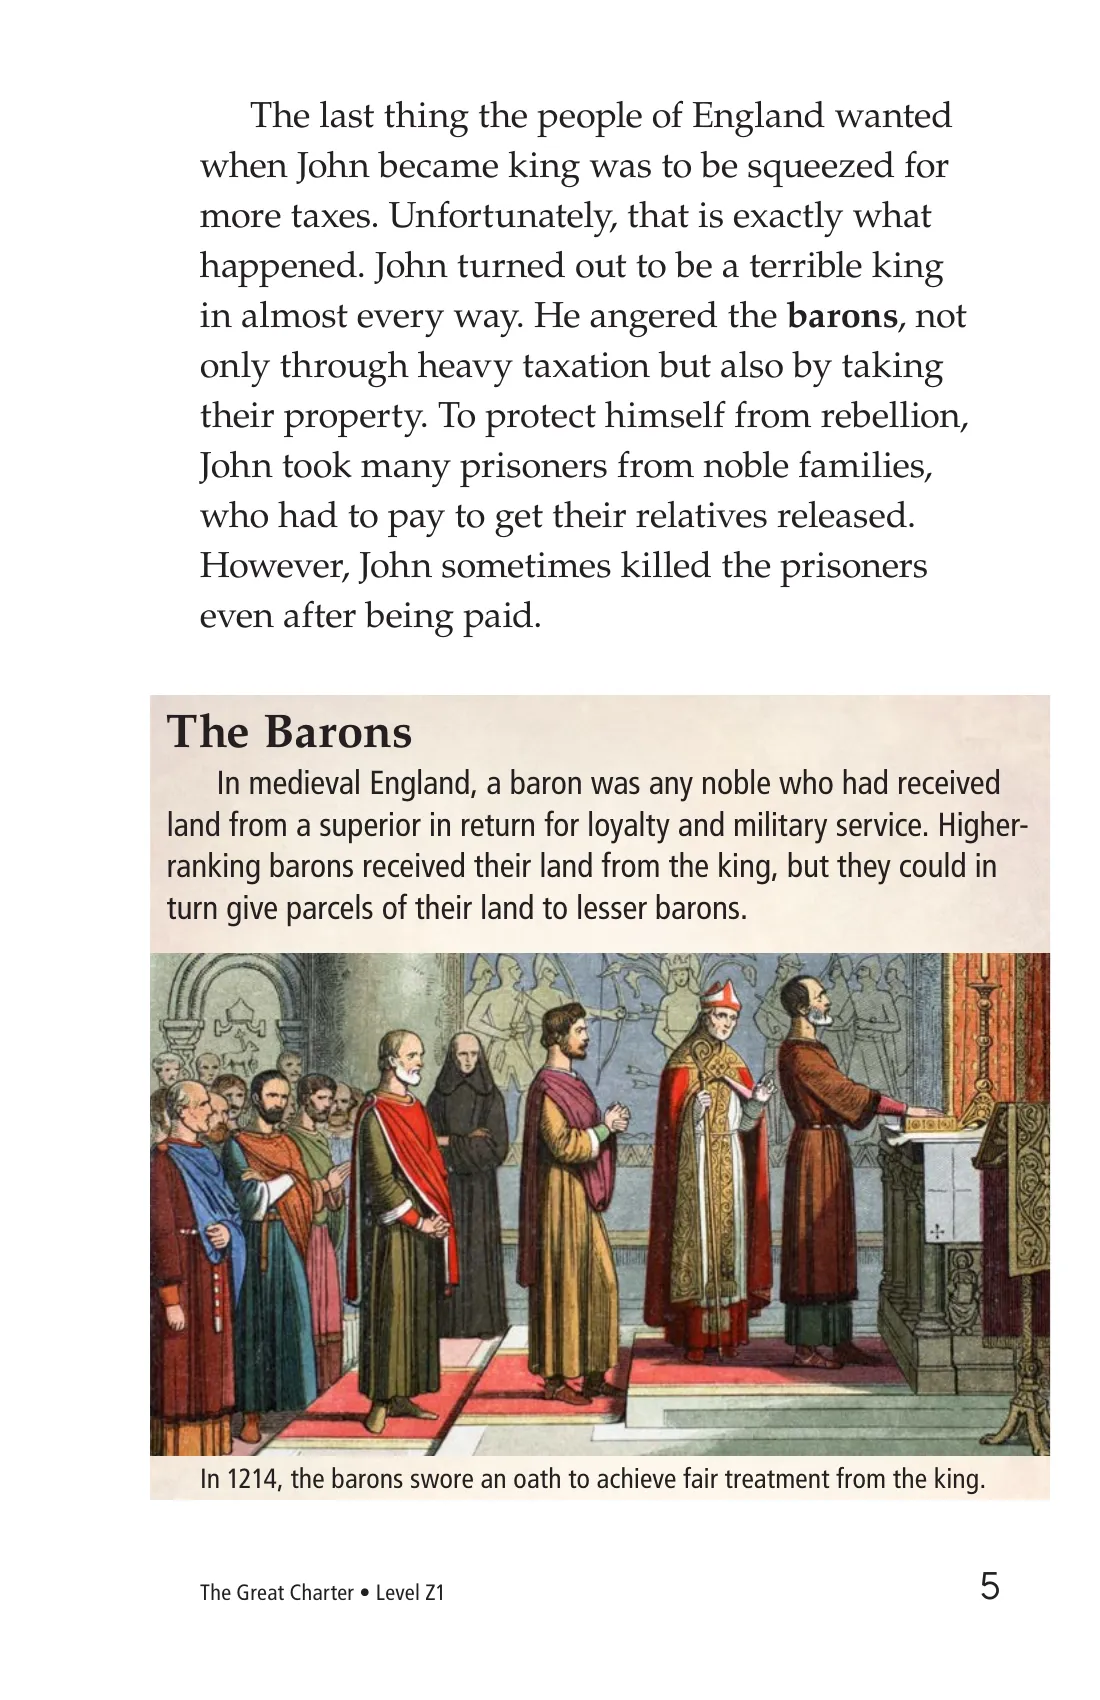 The last thing the people of England wanted
when John became king was to be squeezed for
more taxes. Unfortunately, that is exactly what
happened. John turned out to be a terrible king
in almost every way. He angered the barons, not
only through heavy taxation but also by taking
their property. To protect himself from rebellion,
John took many prisoners from noble families,
who had to pay to get their relatives released.
However, John sometimes killed the prisoners
even after being paid.
The Barons
In medieval England, a baron was any noble who had received
land from a superior in return for loyalty and military service. Higher-
ranking barons received their land from the king, but they could in
turn give parcels of their land to lesser barons.
In 1214, the barons swore an oath to achieve fair treatment from the king.
The Great Charter • Level Z1
5